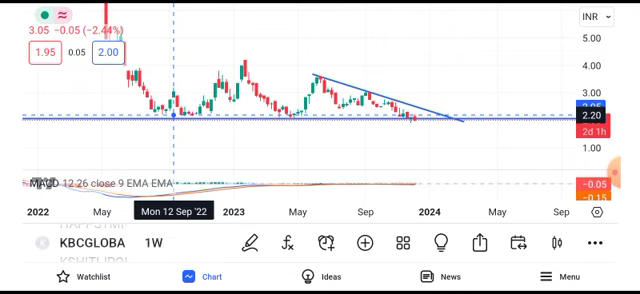 INR
3.05 −0.05 (−2.44%)
1.95 0.05 2.00
5.00
4.00
3.00
2.20
2d 1h
1.00
MACD 12 26 close 9 EMA EMA
−0.05
−0.15
2022 May Mon 12 Sep '22 2023 May Sep 2024 May Sep
KBCGLOBA 1W
Watchlist Chart Ideas News Menu